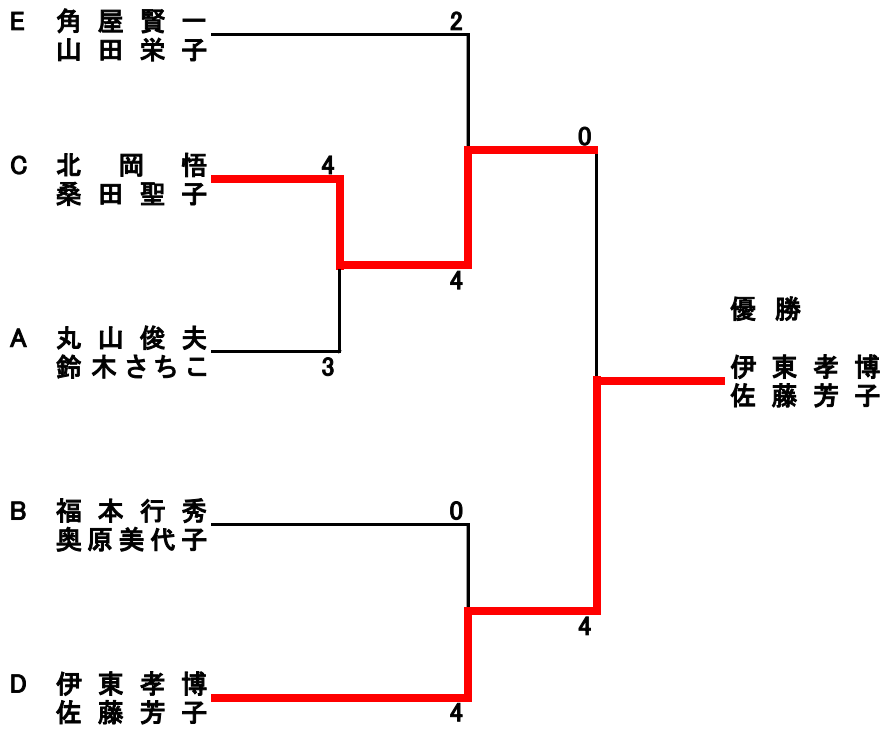 E 角屋賢一 2
山田栄子
0
C 北岡悟 4
桑田聖子
4
優勝
A 丸山俊夫
鈴木さちこ 3
伊東孝博
佐藤芳子
B 福本行秀 0
奥原美代子
4
D 伊東孝博
佐藤芳子 4